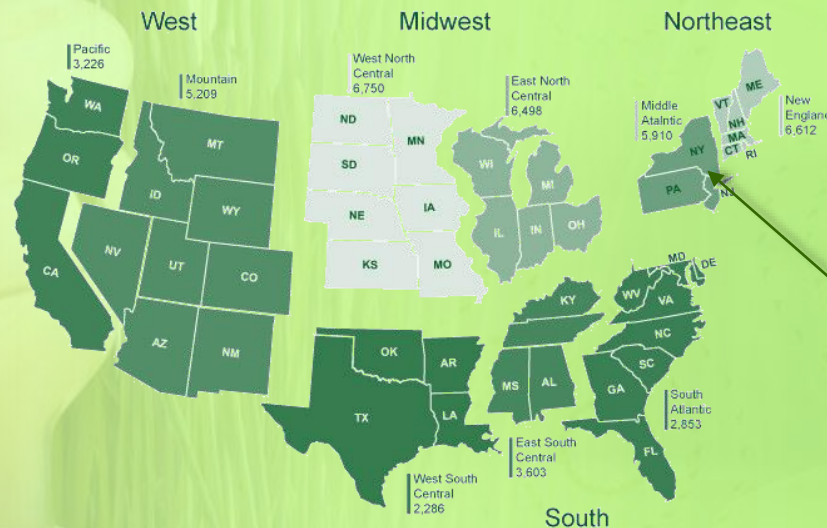 West
Midwest
Northeast
Pacific
3,226
Mountain
5,209
West North
Central
6,750
East North
Central
6,498
Middle
Atalntic
5,910
New
England
6,612
WA
OR
CA
MT
ID
WY
NV
UT
CO
AZ
NM
ND
MN
SD
NE
IA
KS
MO
WI
MI
IL
IN
OH
ME
VT
NH
MA
CT
RI
NY
PA
NJ
MD
DE
WV
VA
KY
NC
SC
GA
FL
OK
AR
TX
LA
MS
AL
South
Atlantic
2,853
East South
Central
3,603
West South
Central
2,286
South